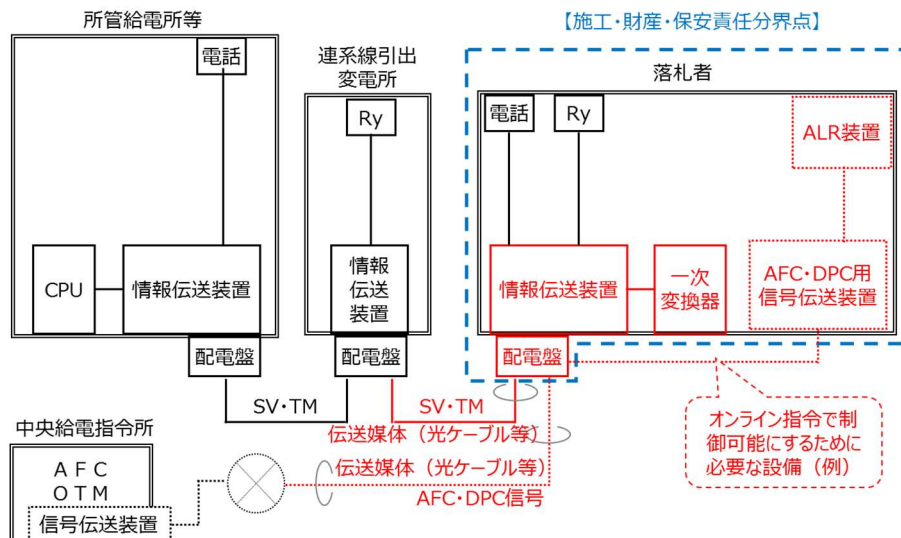 所管給電所等
電話
CPU
情報伝送装置
配電盤
連系線引出
変電所
Ry
情報
伝送
装置
配電盤
【施工・財産・保安責任分界点】
落札者
電話
Ry
ALR装置
情報伝送装置
一次
変換器
AFC・DPC用
信号伝送装置
配電盤
SV・TM
SV・TM
伝送媒体（光ケーブル等）
伝送媒体（光ケーブル等）
AFC・DPC信号
オンライン指令で制
御可能にするために
必要な設備（例）
中央給電指令所
ＡＦＣ
ＯＴＭ
信号伝送装置